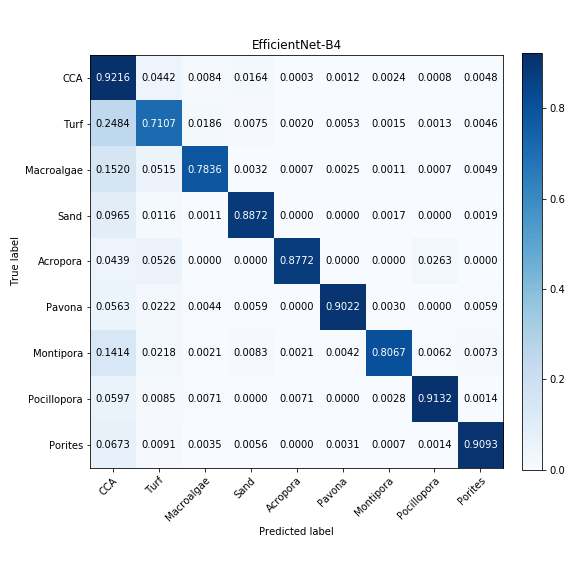 EfficientNet-B4
CCA 0.9216 0.0442 0.0084 0.0164 0.0003 0.0012 0.0024 0.0008 0.0048
Turf 0.2484 0.7107 0.0186 0.0075 0.0020 0.0053 0.0015 0.0013 0.0046
Macroalgae 0.1520 0.0515 0.7836 0.0032 0.0007 0.0025 0.0011 0.0007 0.0049
Sand 0.0965 0.0116 0.0011 0.8872 0.0000 0.0000 0.0017 0.0000 0.0019
Acropora 0.0439 0.0526 0.0000 0.0000 0.8772 0.0000 0.0000 0.0263 0.0000
Pavona 0.0563 0.0222 0.0044 0.0059 0.0000 0.9022 0.0030 0.0000 0.0059
Montipora 0.1414 0.0218 0.0021 0.0083 0.0021 0.0042 0.8067 0.0062 0.0073
Pocillopora 0.0597 0.0085 0.0071 0.0000 0.0071 0.0000 0.0028 0.9132 0.0014
Porites 0.0673 0.0091 0.0035 0.0056 0.0000 0.0031 0.0007 0.0014 0.9093
True label
CCA Turf Macroalgae Sand Acropora Pavona Montipora Pocillopora Porites
Predicted label
0.8
0.6
0.4
0.2
0.0